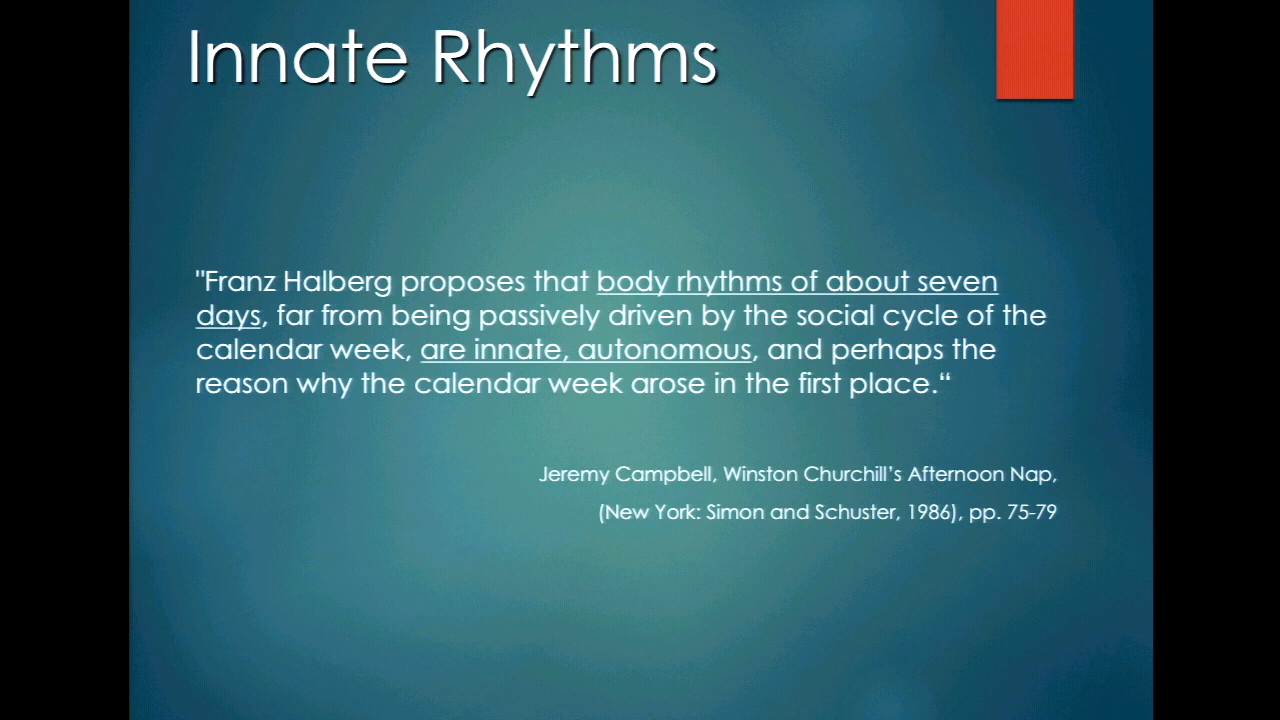 Innate Rhythms
"Franz Halberg proposes that body rhythms of about seven
days, far from being passively driven by the social cycle of the
calendar week, are innate, autonomous, and perhaps the
reason why the calendar week arose in the first place.“
Jeremy Campbell, Winston Churchill’s Afternoon Nap,
(New York: Simon and Schuster, 1986), pp. 75-79